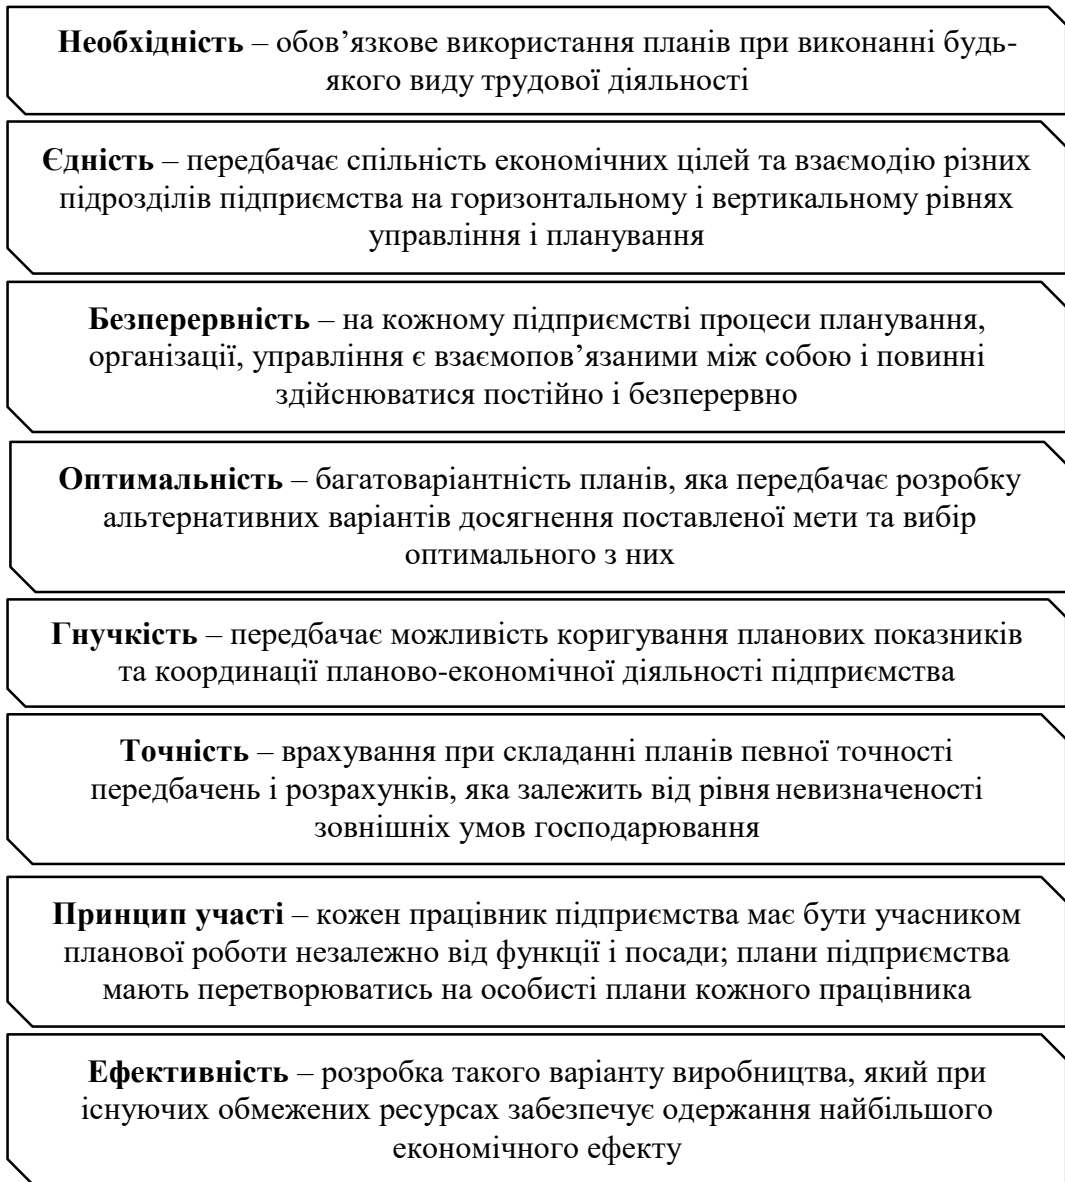 Необхідність – обов’язкове використання планів при виконанні будь-
якого виду трудової діяльності
Єдність – передбачає спільність економічних цілей та взаємодію різних
підрозділів підприємства на горизонтальному і вертикальному рівнях
управління і планування
Безперервність – на кожному підприємстві процеси планування,
організації, управління є взаємопов’язаними між собою і повинні
здійснюватися постійно і безперервно
Оптимальність – багатоваріантність планів, яка передбачає розробку
альтернативних варіантів досягнення поставленої мети та вибір
оптимального з них
Гнучкість – передбачає можливість коригування планових показників
та координації планово-економічної діяльності підприємства
Точність – врахування при складанні планів певної точності
передбачень і розрахунків, яка залежить від рівня невизначеності
зовнішніх умов господарювання
Принцип участі – кожен працівник підприємства має бути учасником
планової роботи незалежно від функції і посади; плани підприємства
мають перетворюватись на особисті плани кожного працівника
Ефективність – розробка такого варіанту виробництва, який при
існуючих обмежених ресурсах забезпечує одержання найбільшого
економічного ефекту